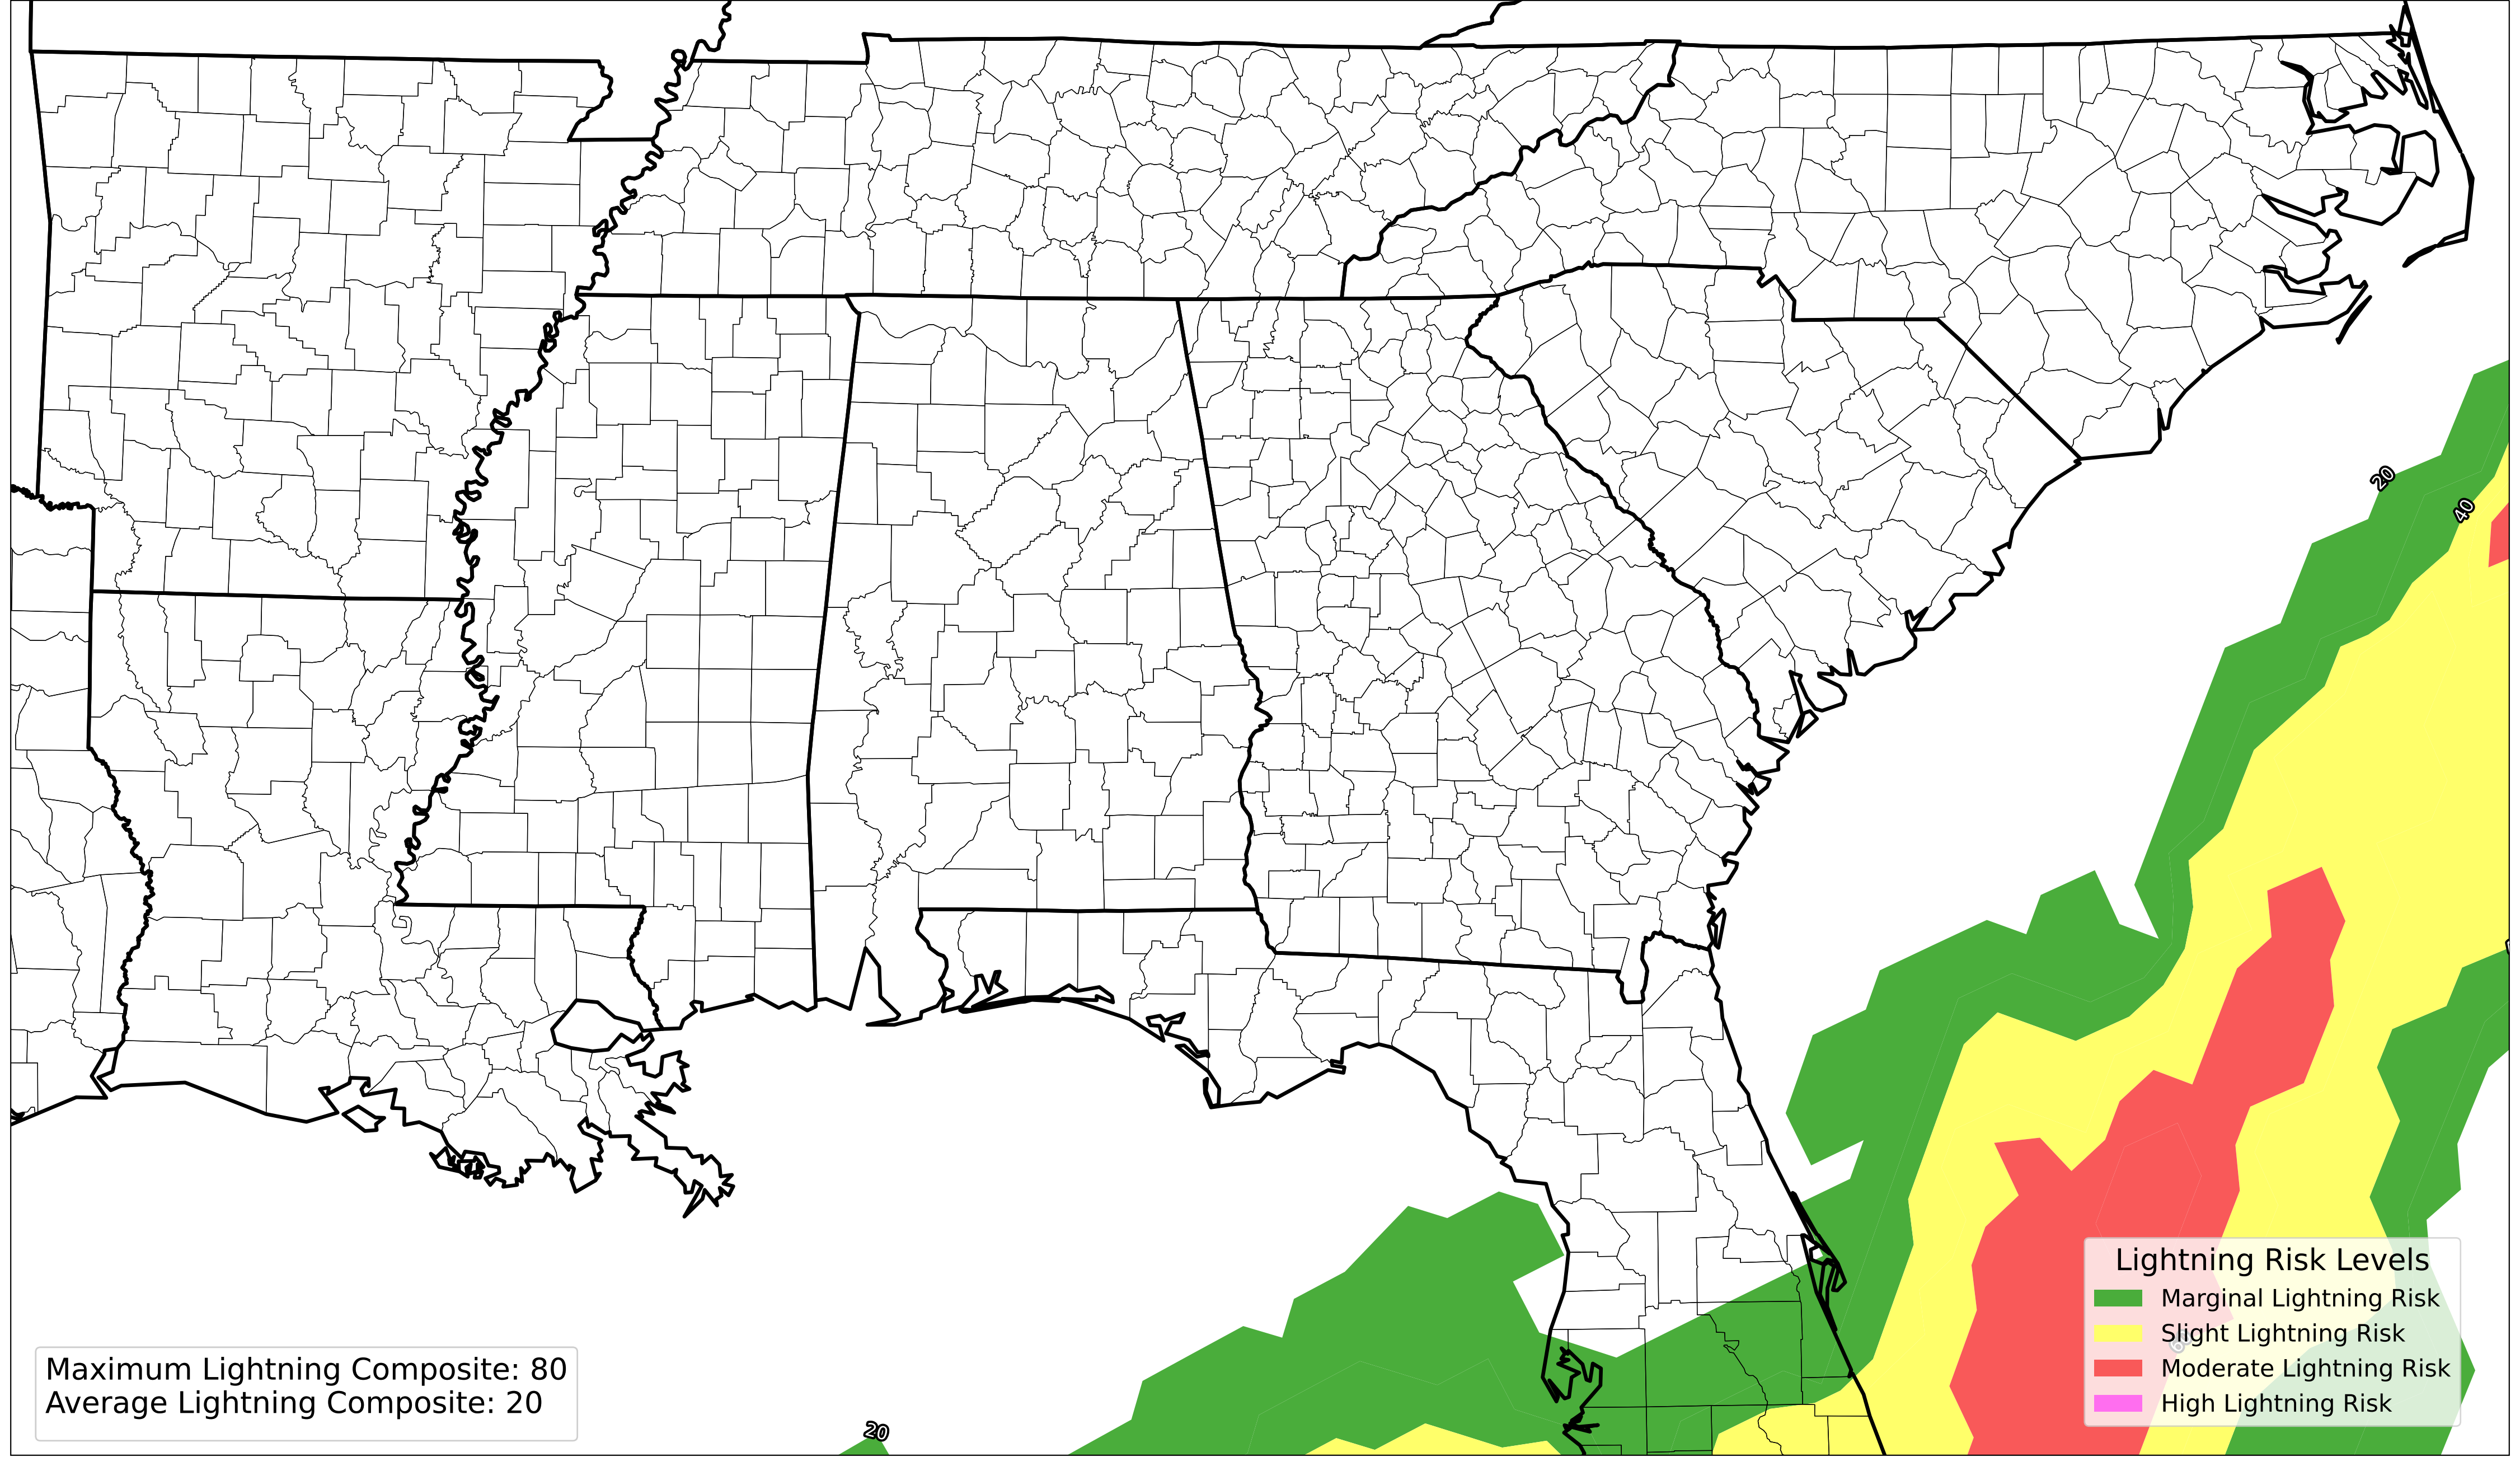 20
40
Lightning Risk Levels
Marginal Lightning Risk
Slight Lightning Risk
Moderate Lightning Risk
High Lightning Risk
Maximum Lightning Composite: 80
Average Lightning Composite: 20
20